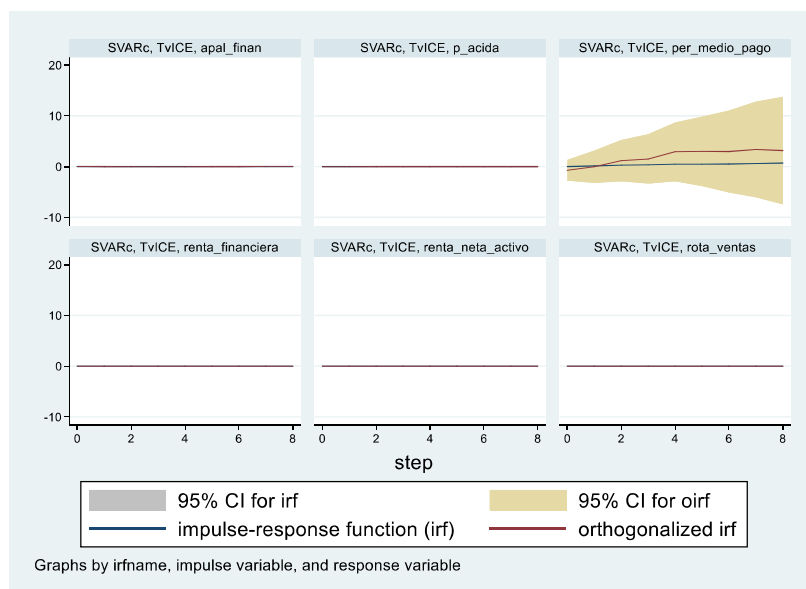 SVARc, TvICE, apal_finan
SVARc, TvICE, p_acida
SVARc, TvICE, per_medio_pago
20
10
0
-10
SVARc, TvICE, renta_financiera
SVARc, TvICE, renta_neta_activo
SVARc, TvICE, rota_ventas
20
10
0
-10
0 2 4 6 8
0 2 4 6 8
0 2 4 6 8
step
95% CI for irf
95% CI for oirf
impulse-response function (irf)
orthogonalized irf
Graphs by irfname, impulse variable, and response variable